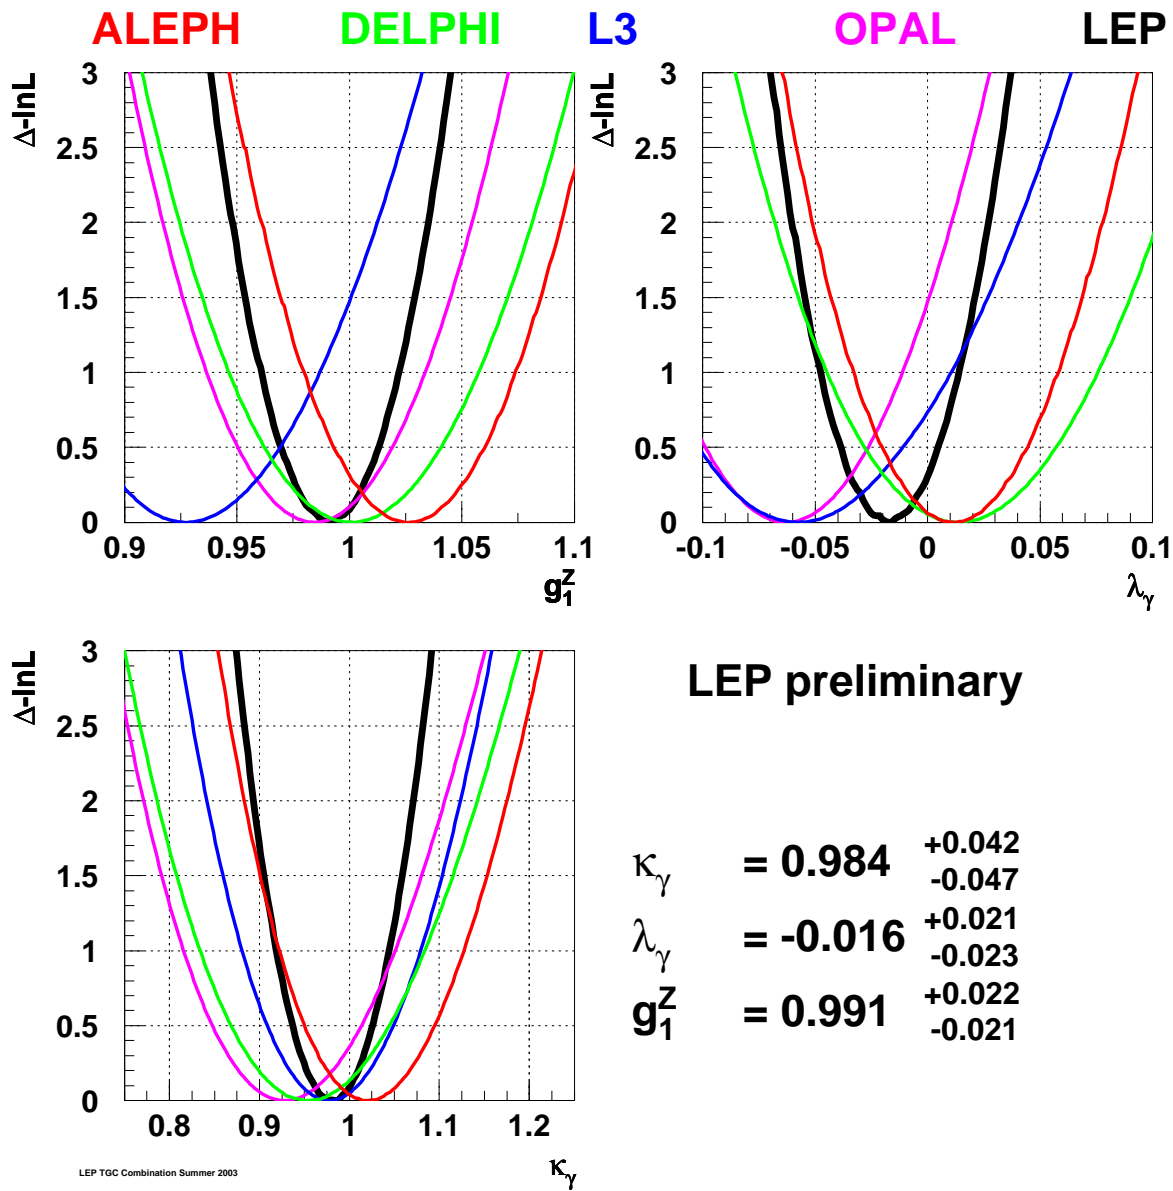 ALEPH DELPHI L3 OPAL LEP
Δ-lnL
3
2.5
2
1.5
1
0.5
0
0.9 0.95 1 1.05 1.1
g₁ᶻ
Δ-lnL
3
2.5
2
1.5
1
0.5
0
-0.1 -0.05 0 0.05 0.1
λᵧ
Δ-lnL
3
2.5
2
1.5
1
0.5
0
0.8 0.9 1 1.1 1.2
κᵧ
LEP preliminary
κᵧ = 0.984 +0.042 -0.047
λᵧ = -0.016 +0.021 -0.023
g₁ᶻ = 0.991 +0.022 -0.021
LEP TGC Combination Summer 2003